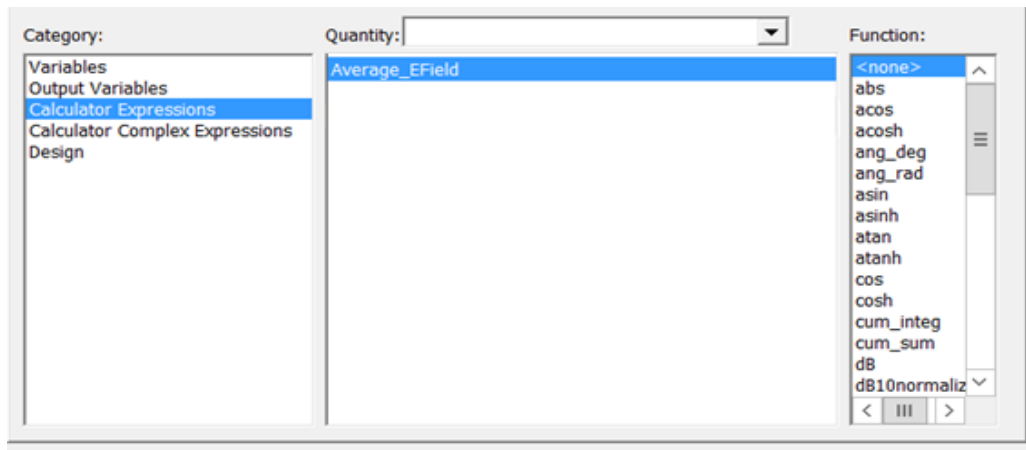 Category:
Variables
Output Variables
Calculator Expressions
Calculator Complex Expressions
Design
Quantity:
Average_EField
Function:
<none>
abs
acos
acosh
ang_deg
ang_rad
asin
asinh
atan
atanh
cos
cosh
cum_integ
cum_sum
dB
dB10normaliz